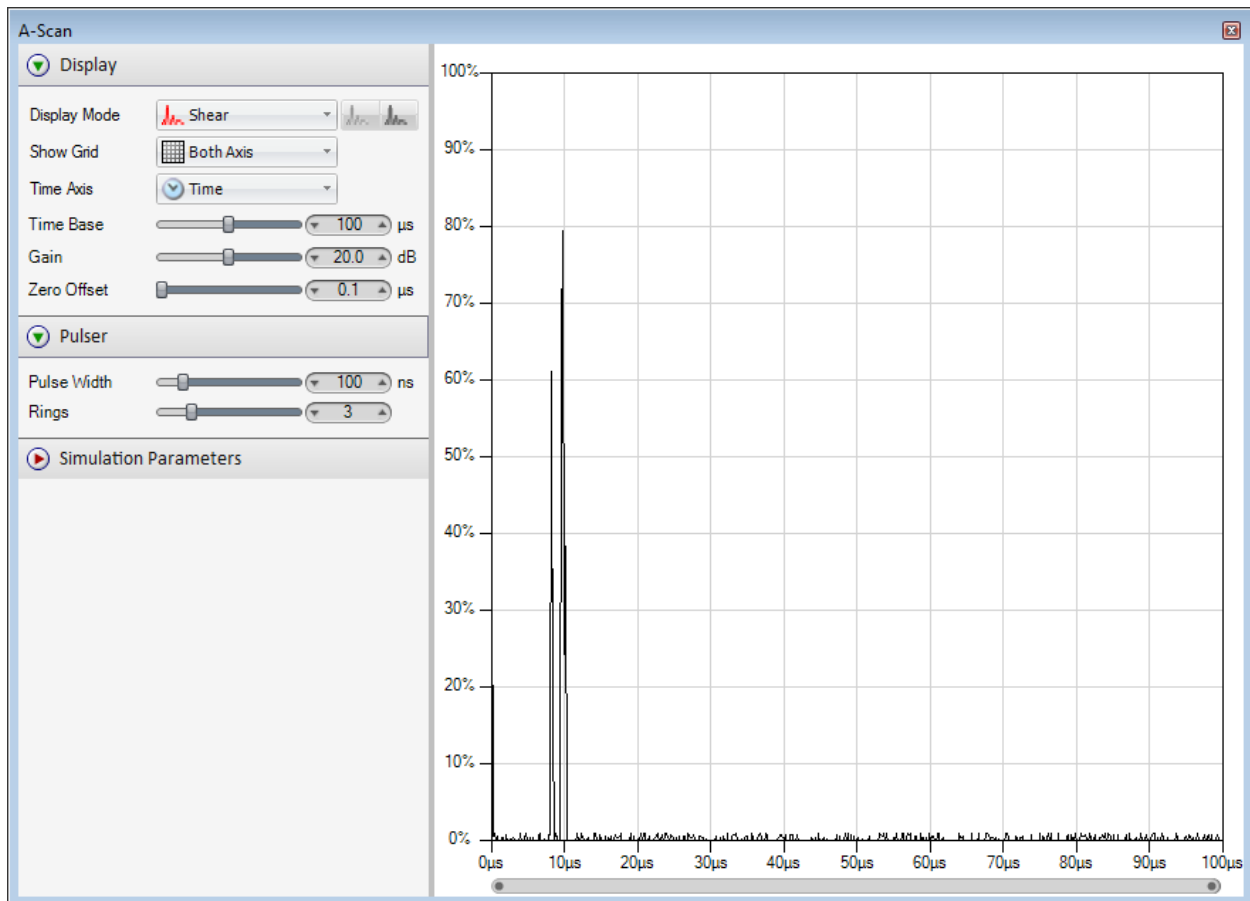 A-Scan
Display
Display Mode Shear
Show Grid Both Axis
Time Axis Time
Time Base 100 µs
Gain 20.0 dB
Zero Offset 0.1 µs
Pulser
Pulse Width 100 ns
Rings 3
Simulation Parameters
100%
90%
80%
70%
60%
50%
40%
30%
20%
10%
0%
0µs 10µs 20µs 30µs 40µs 50µs 60µs 70µs 80µs 90µs 100µs